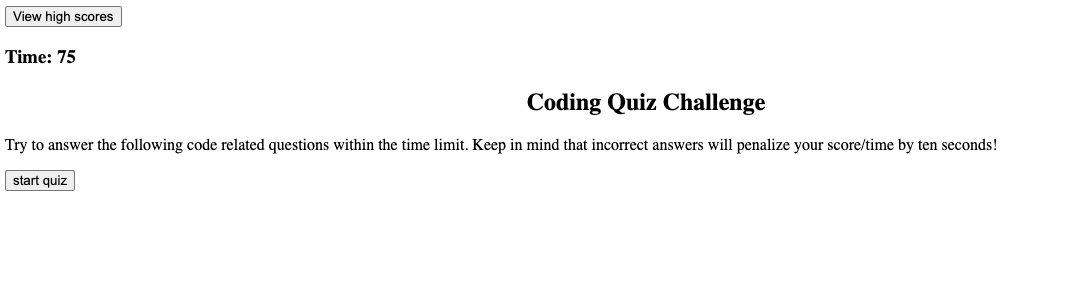 View high scores
Time: 75
Coding Quiz Challenge
Try to answer the following code related questions within the time limit. Keep in mind that incorrect answers will penalize your score/time by ten seconds!
start quiz